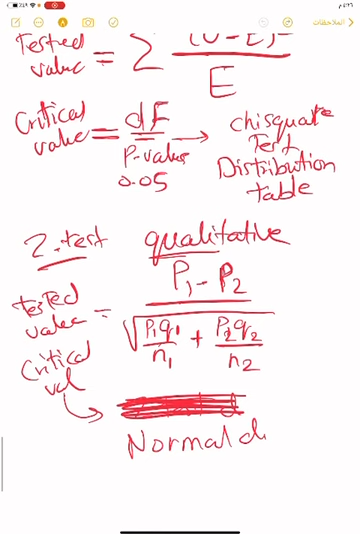 الملاحظات
Tested value = Σ (O-E)²
E
Critical value = dF → chisquare
P-value Test
0.05 Distribution
table
Z.test qualitative
tested value = P₁ - P₂
√ P₁q₁ + P₂q₂
n₁ n₂
Critical
val
Normal d